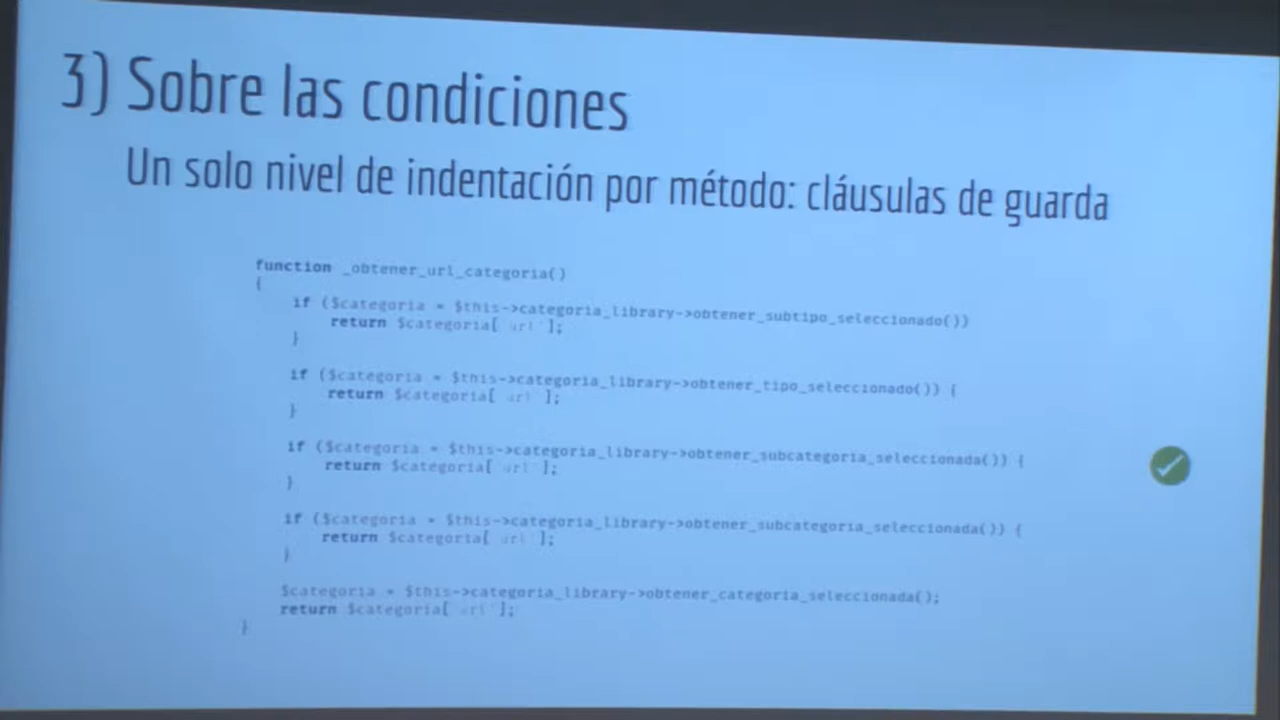 3) Sobre las condiciones
Un solo nivel de indentación por método: cláusulas de guarda
function _obtener_url_categoria()
{
if ($categoria = $this->categoria_library->obtener_subtipo_seleccionado())
return $categoria['url'];
}
if ($categoria = $this->categoria_library->obtener_tipo_seleccionado()) {
return $categoria['url'];
}
if ($categoria = $this->categoria_library->obtener_subcategoria_seleccionada()) {
return $categoria['url'];
}
if ($categoria = $this->categoria_library->obtener_subcategoria_seleccionada()) {
return $categoria['url'];
}
$categoria = $this->categoria_library->obtener_categoria_seleccionada();
return $categoria['url'];
}